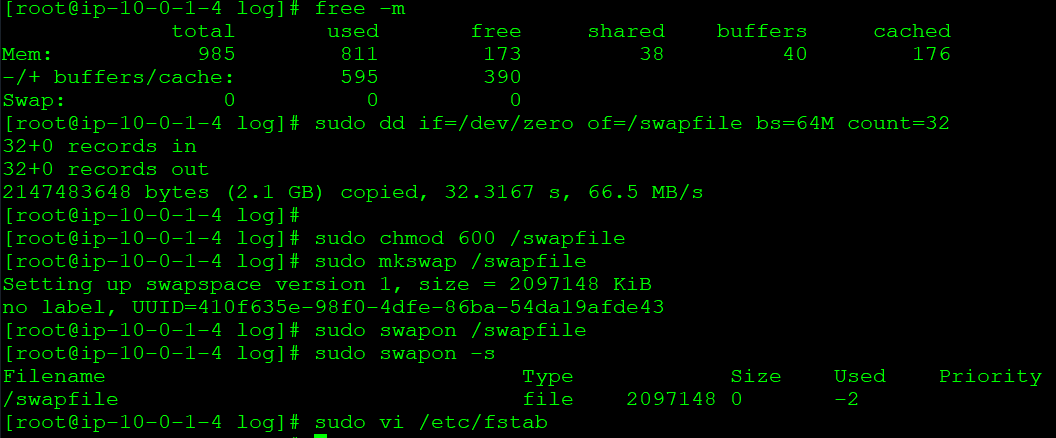 [root@ip-10-0-1-4 log]# free -m
total used free shared buffers cached
Mem: 985 811 173 38 40 176
-/+ buffers/cache: 595 390
Swap: 0 0 0
[root@ip-10-0-1-4 log]# sudo dd if=/dev/zero of=/swapfile bs=64M count=32
32+0 records in
32+0 records out
2147483648 bytes (2.1 GB) copied, 32.3167 s, 66.5 MB/s
[root@ip-10-0-1-4 log]#
[root@ip-10-0-1-4 log]# sudo chmod 600 /swapfile
[root@ip-10-0-1-4 log]# sudo mkswap /swapfile
Setting up swapspace version 1, size = 2097148 KiB
no label, UUID=410f635e-98f0-4dfe-86ba-54da19afde43
[root@ip-10-0-1-4 log]# sudo swapon /swapfile
[root@ip-10-0-1-4 log]# sudo swapon -s
Filename Type Size Used Priority
/swapfile file 2097148 0 -2
[root@ip-10-0-1-4 log]# sudo vi /etc/fstab